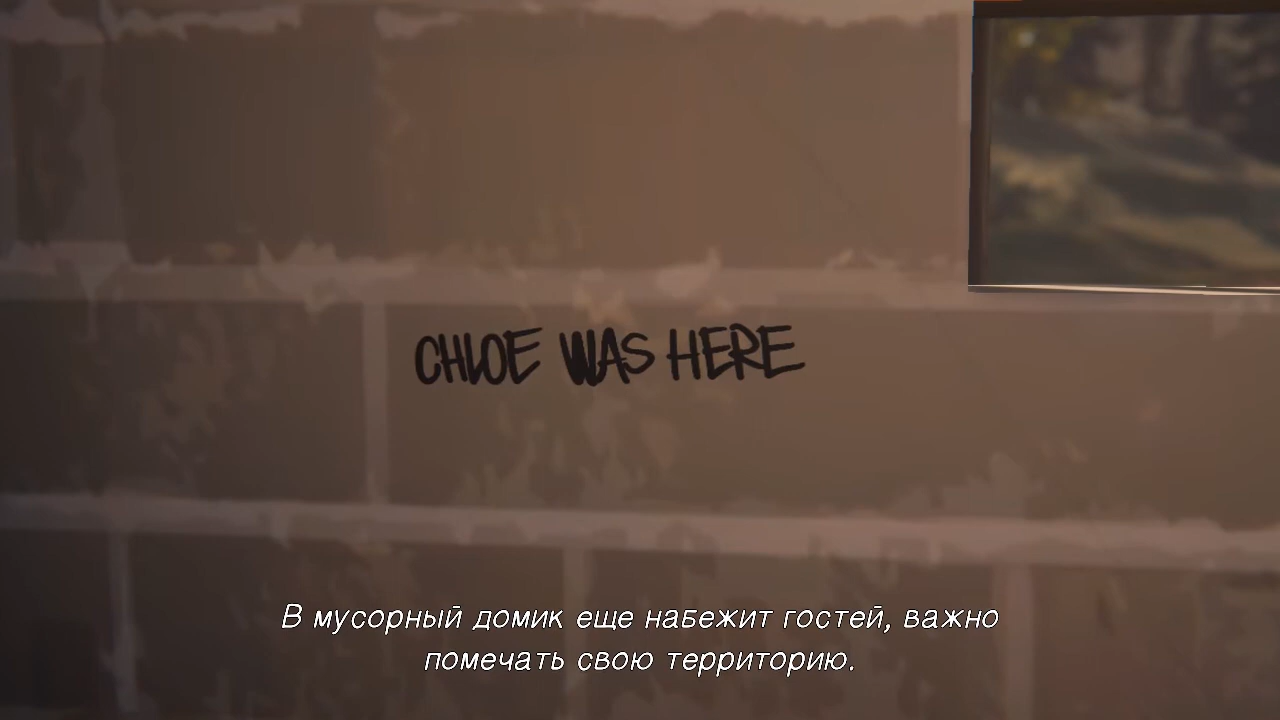 CHLOE WAS HERE
В мусорный домик еще набежит гостей, важно
помечать свою территорию.